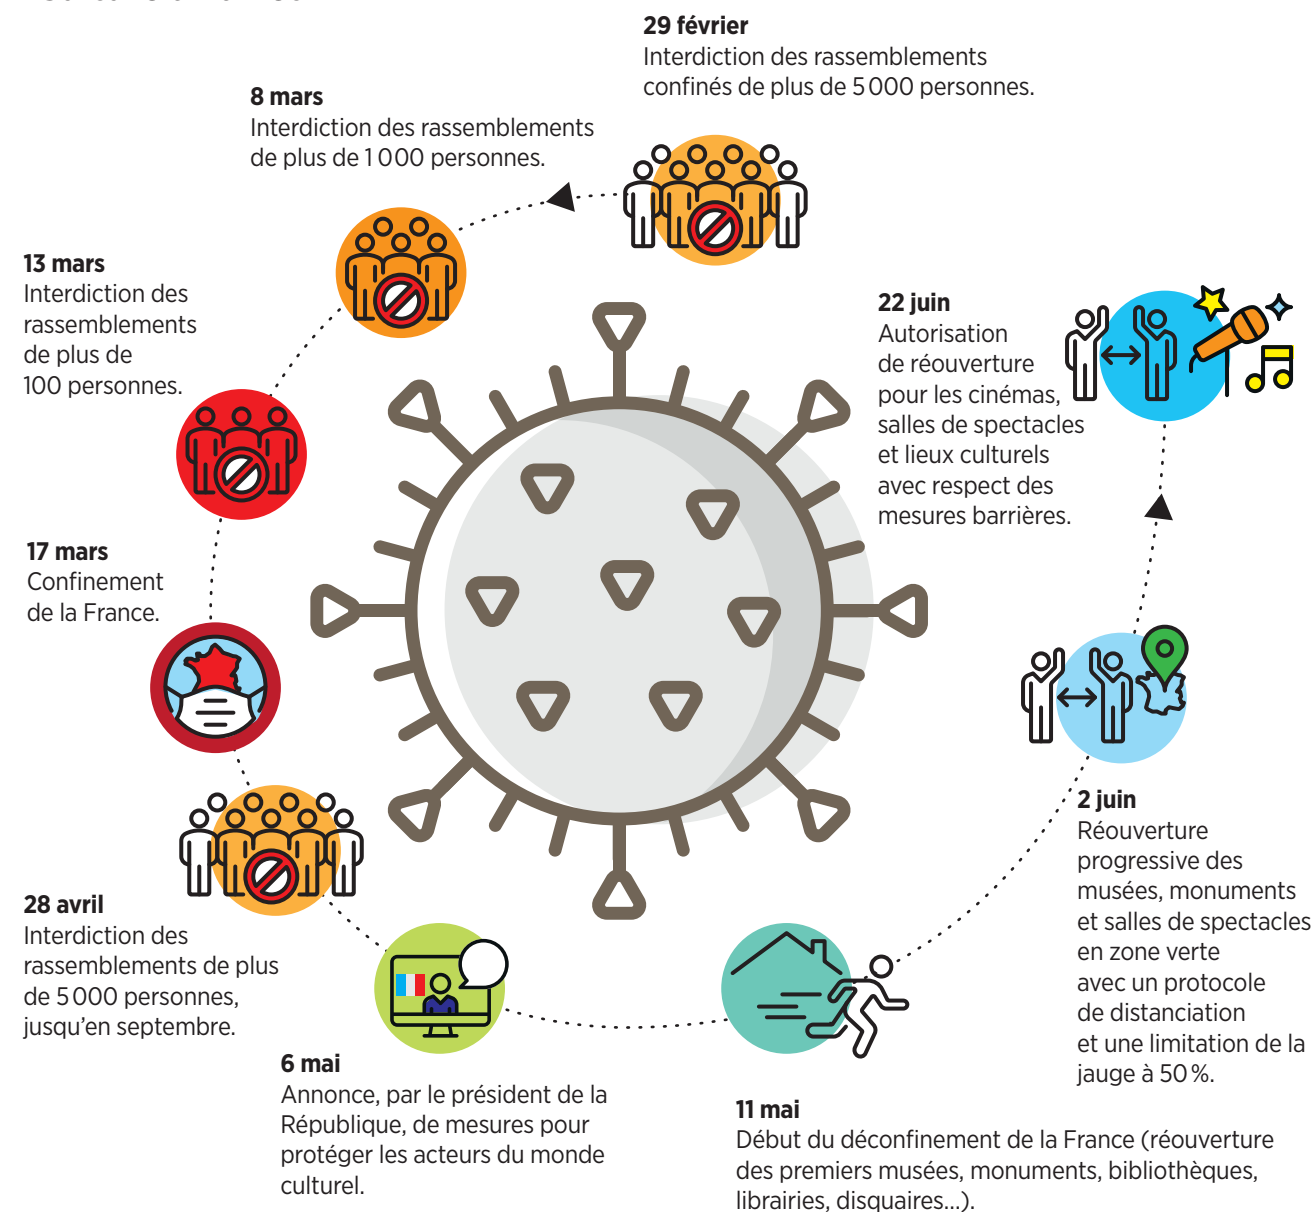 29 février
Interdiction des rassemblements
confinés de plus de 5 000 personnes.
8 mars
Interdiction des rassemblements
de plus de 1 000 personnes.
13 mars
Interdiction des
rassemblements
de plus de
100 personnes.
17 mars
Confinement
de la France.
28 avril
Interdiction des
rassemblements de plus
de 5 000 personnes,
jusqu'en septembre.
6 mai
Annonce, par le président de la
République, de mesures pour
protéger les acteurs du monde
culturel.
11 mai
Début du déconfinement de la France (réouverture
des premiers musées, monuments, bibliothèques,
librairies, disquaires...).
2 juin
Réouverture
progressive des
musées, monuments
et salles de spectacles
en zone verte
avec un protocole
de distanciation
et une limitation de la
jauge à 50 %.
22 juin
Autorisation
de réouverture
pour les cinémas,
salles de spectacles
et lieux culturels
avec respect des
mesures barrières.